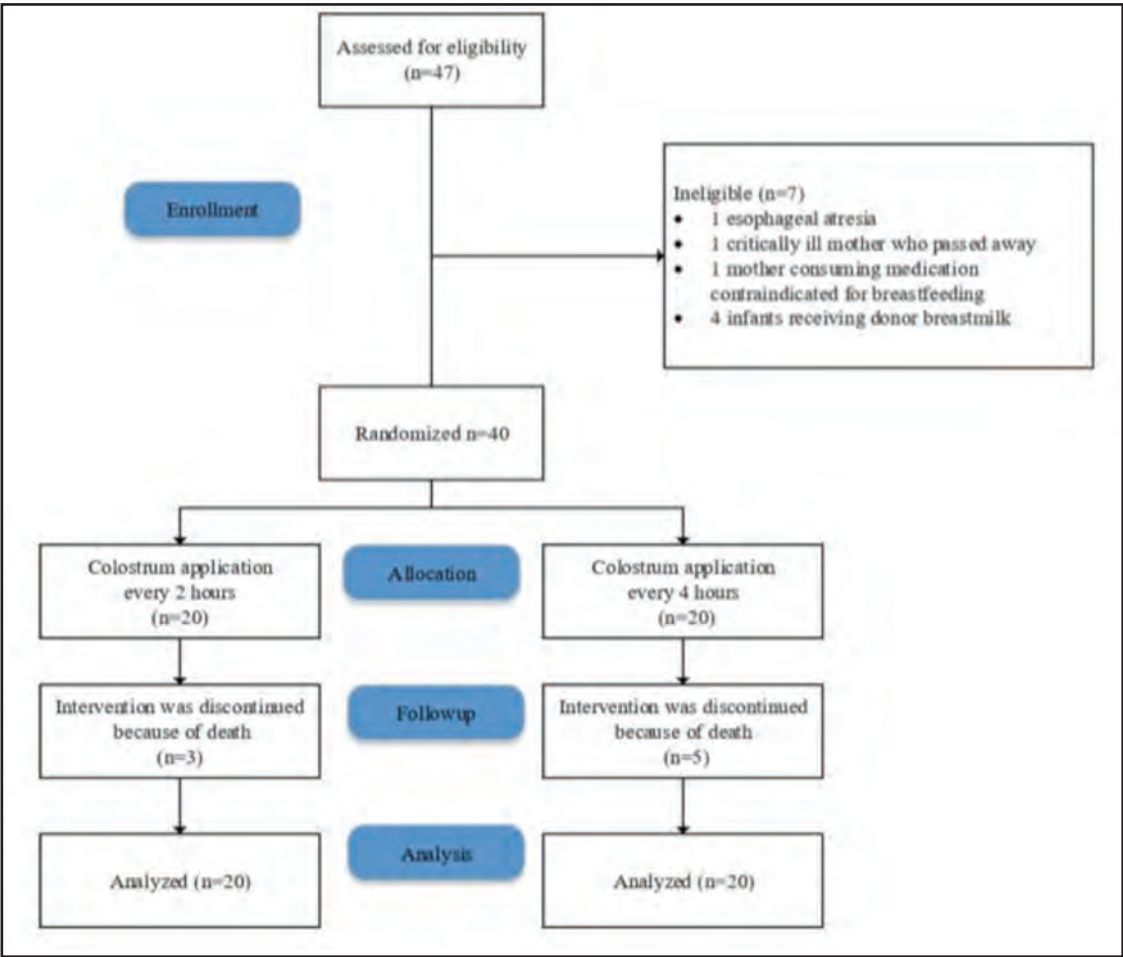 Assessed for eligibility
(n=47)
Enrollment
Ineligible (n=7)
• 1 esophageal atresia
• 1 critically ill mother who passed away
• 1 mother consuming medication
contraindicated for breastfeeding
• 4 infants receiving donor breastmilk
Randomized n=40
Colostrum application
every 2 hours
(n=20)
Allocation
Colostrum application
every 4 hours
(n=20)
Intervention was discontinued
because of death
(n=3)
Followup
Intervention was discontinued
because of death
(n=5)
Analyzed (n=20)
Analysis
Analyzed (n=20)